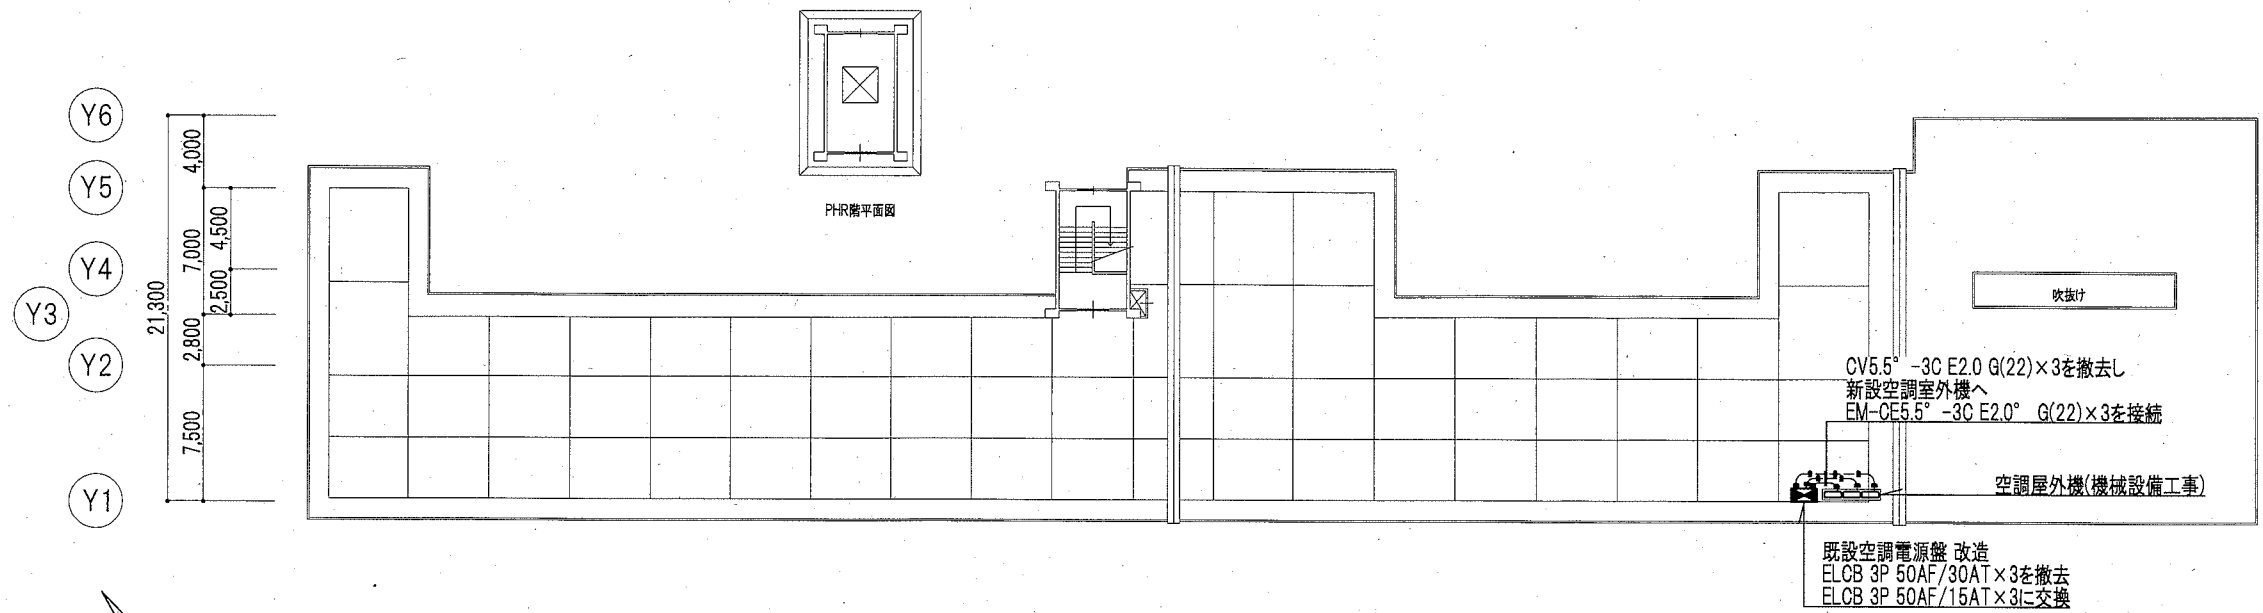 Y6
Y5
Y4
Y3
Y2
Y1
21,300
4,000
7,000
2,800
7,500
4,500
2,500
PHR階平面図
吹抜け
CV5.5° -3C E2.0 G(22)×3を撤去し
新設空調室外機へ
EM-CE5.5° -3C E2.0° G(22)×3を接続
空調屋外機(機械設備工事)
既設空調電源盤 改造
ELCB 3P 50AF/30AT×3を撤去
ELCB 3P 50AF/15AT×3に交換